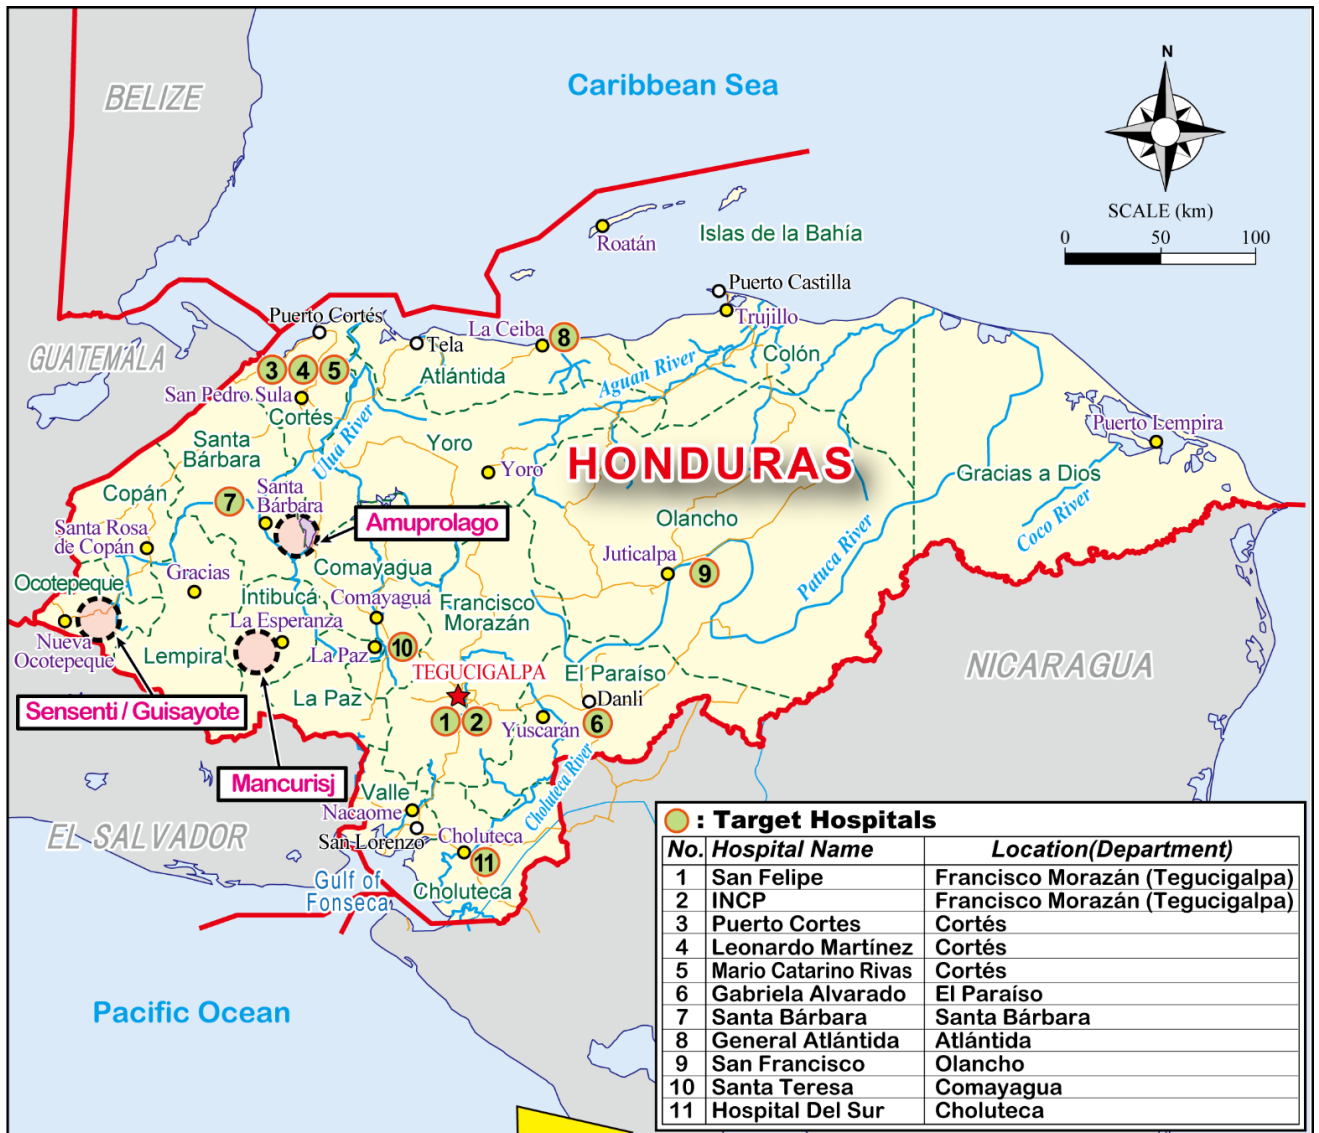 Caribbean Sea
BELIZE
N
SCALE (km)
0 50 100
Islas de la Bahía
Roatán
Puerto Castilla
Trujillo
Puerto Cortés
La Ceiba
8
Tela
GUATEMALA
3 4 5
Atlántida
Colón
Aguan River
San Pedro Sula
Cortés
Ulua River
Santa
Bárbara
Yoro
Yoro
HONDURAS
Puerto Lempira
Gracias a Dios
Coco River
Copán
7
Santa
Bárbara
Amuprolago
Olancho
Patuca River
Santa Rosa
de Copán
Juticalpa
9
Comayagua
Gracias
Ocotepeque
Intibucá
Comayagua
Francisco
Morazán
La Esperanza
Nueva
Ocotepeque
Lempira
La Paz
10
TEGUCIGALPA
El Paraíso
NICARAGUA
La Paz
Danli
Sensenti / Guisayote
1 2
Yuscarán
6
Mancurisj
Choluteca River
Valle
Nacaome
EL SALVADOR
Sán Lorenzo
Choluteca
11
Gulf of
Fonseca
Choluteca
Pacific Ocean
: Target Hospitals
No. Hospital Name Location(Department)
1 San Felipe Francisco Morazán (Tegucigalpa)
2 INCP Francisco Morazán (Tegucigalpa)
3 Puerto Cortes Cortés
4 Leonardo Martínez Cortés
5 Mario Catarino Rivas Cortés
6 Gabriela Alvarado El Paraíso
7 Santa Bárbara Santa Bárbara
8 General Atlántida Atlántida
9 San Francisco Olancho
10 Santa Teresa Comayagua
11 Hospital Del Sur Choluteca